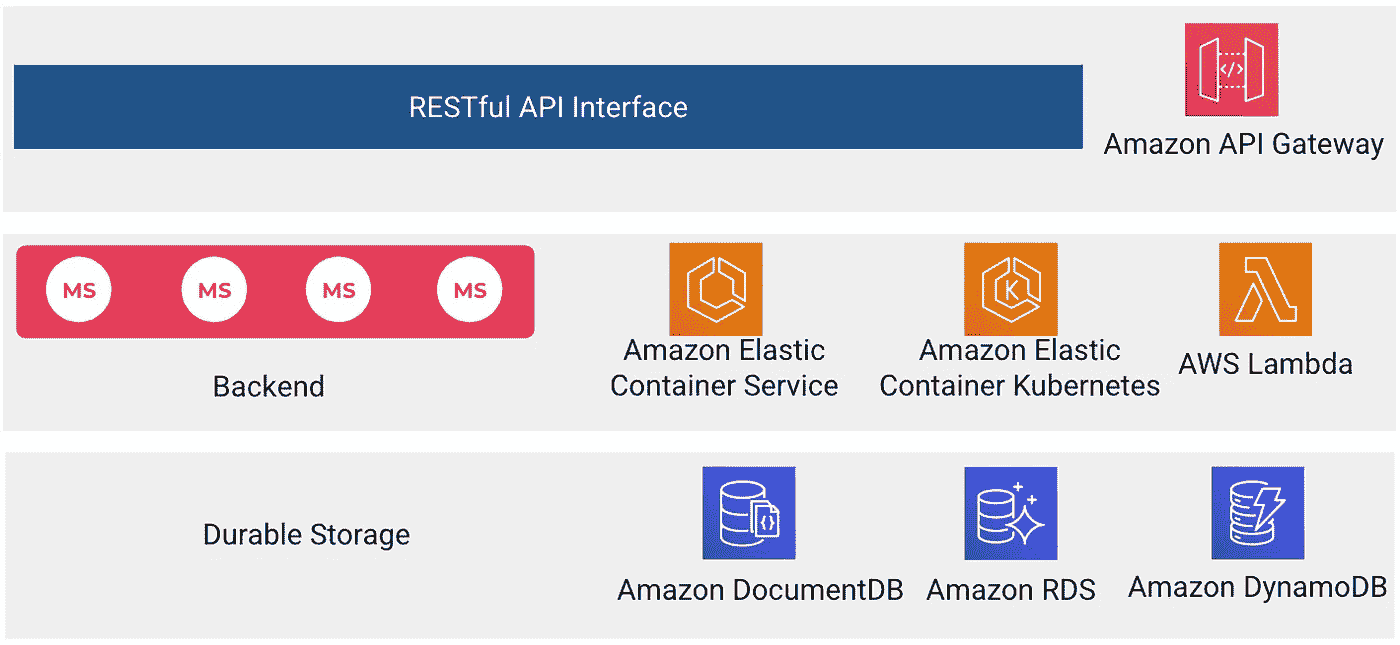 RESTful API Interface
</>
Amazon API Gateway
MS MS MS MS
Backend
Amazon Elastic
Container Service
Amazon Elastic
Container Kubernetes
K
AWS Lambda
Durable Storage
{}
Amazon DocumentDB
Amazon RDS
Amazon DynamoDB